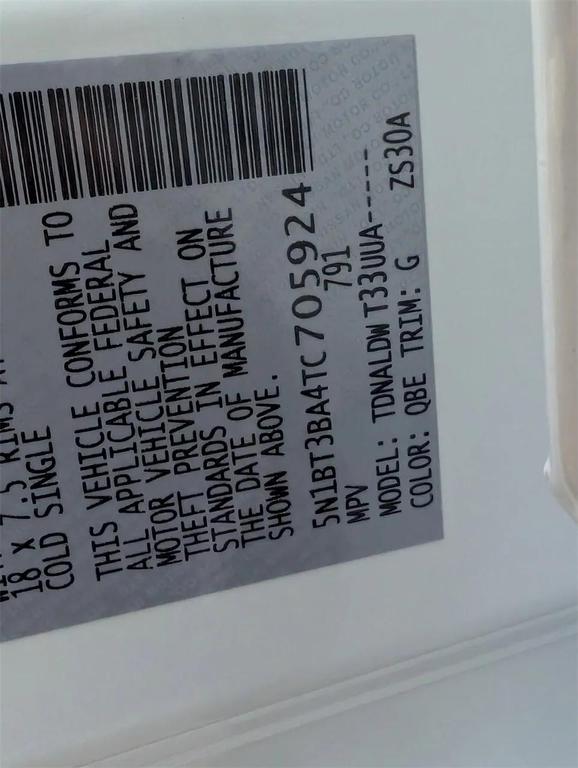 18 X 7.5 RIMS
COLD SINGLE
THIS VEHICLE CONFORMS TO
ALL APPLICABLE FEDERAL
MOTOR VEHICLE SAFETY AND
THEFT PREVENTION
STANDARDS IN EFFECT ON
THE DATE OF MANUFACTURE
SHOWN ABOVE.
5N1BT3BA4TC705924
MPV 791
MODEL: TDNALDW T33UUA-----
COLOR: QBE TRIM: G ZS30A